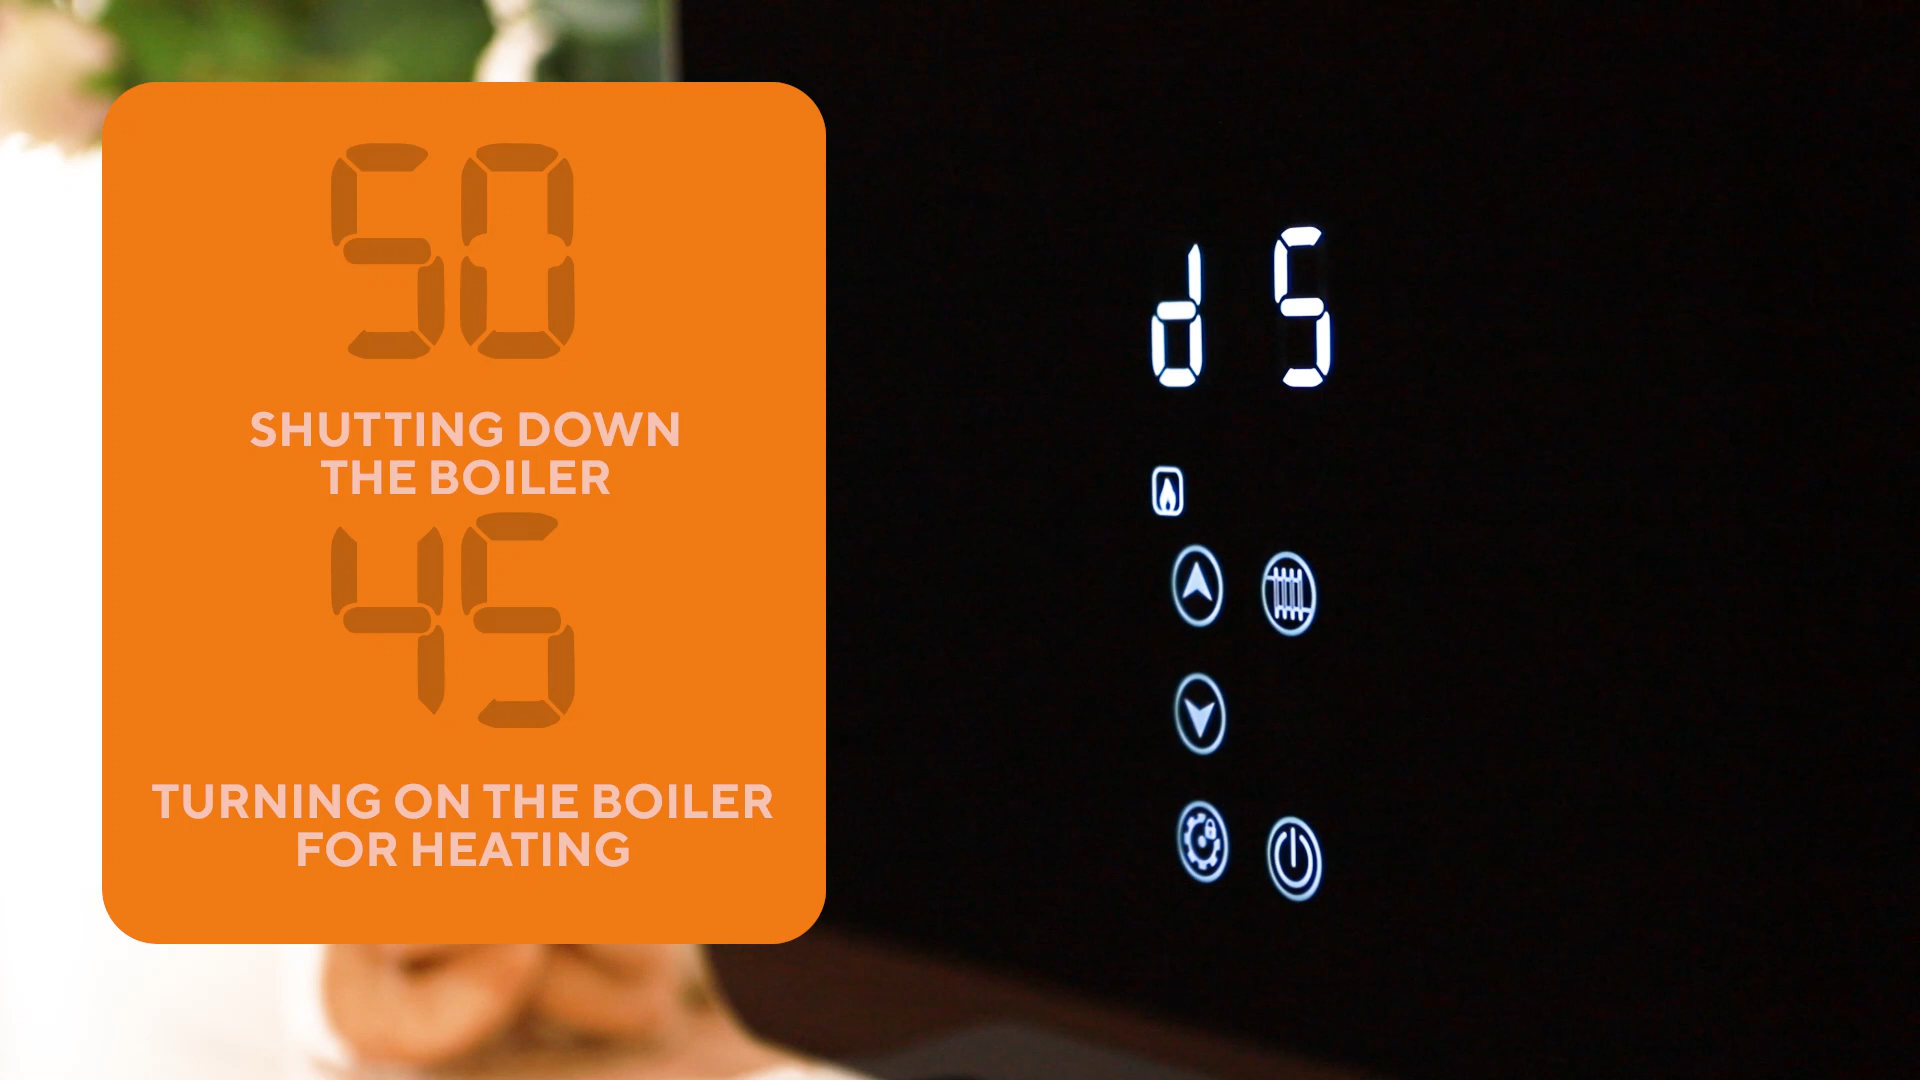 50
SHUTTING DOWN
THE BOILER
45
TURNING ON THE BOILER
FOR HEATING
d5